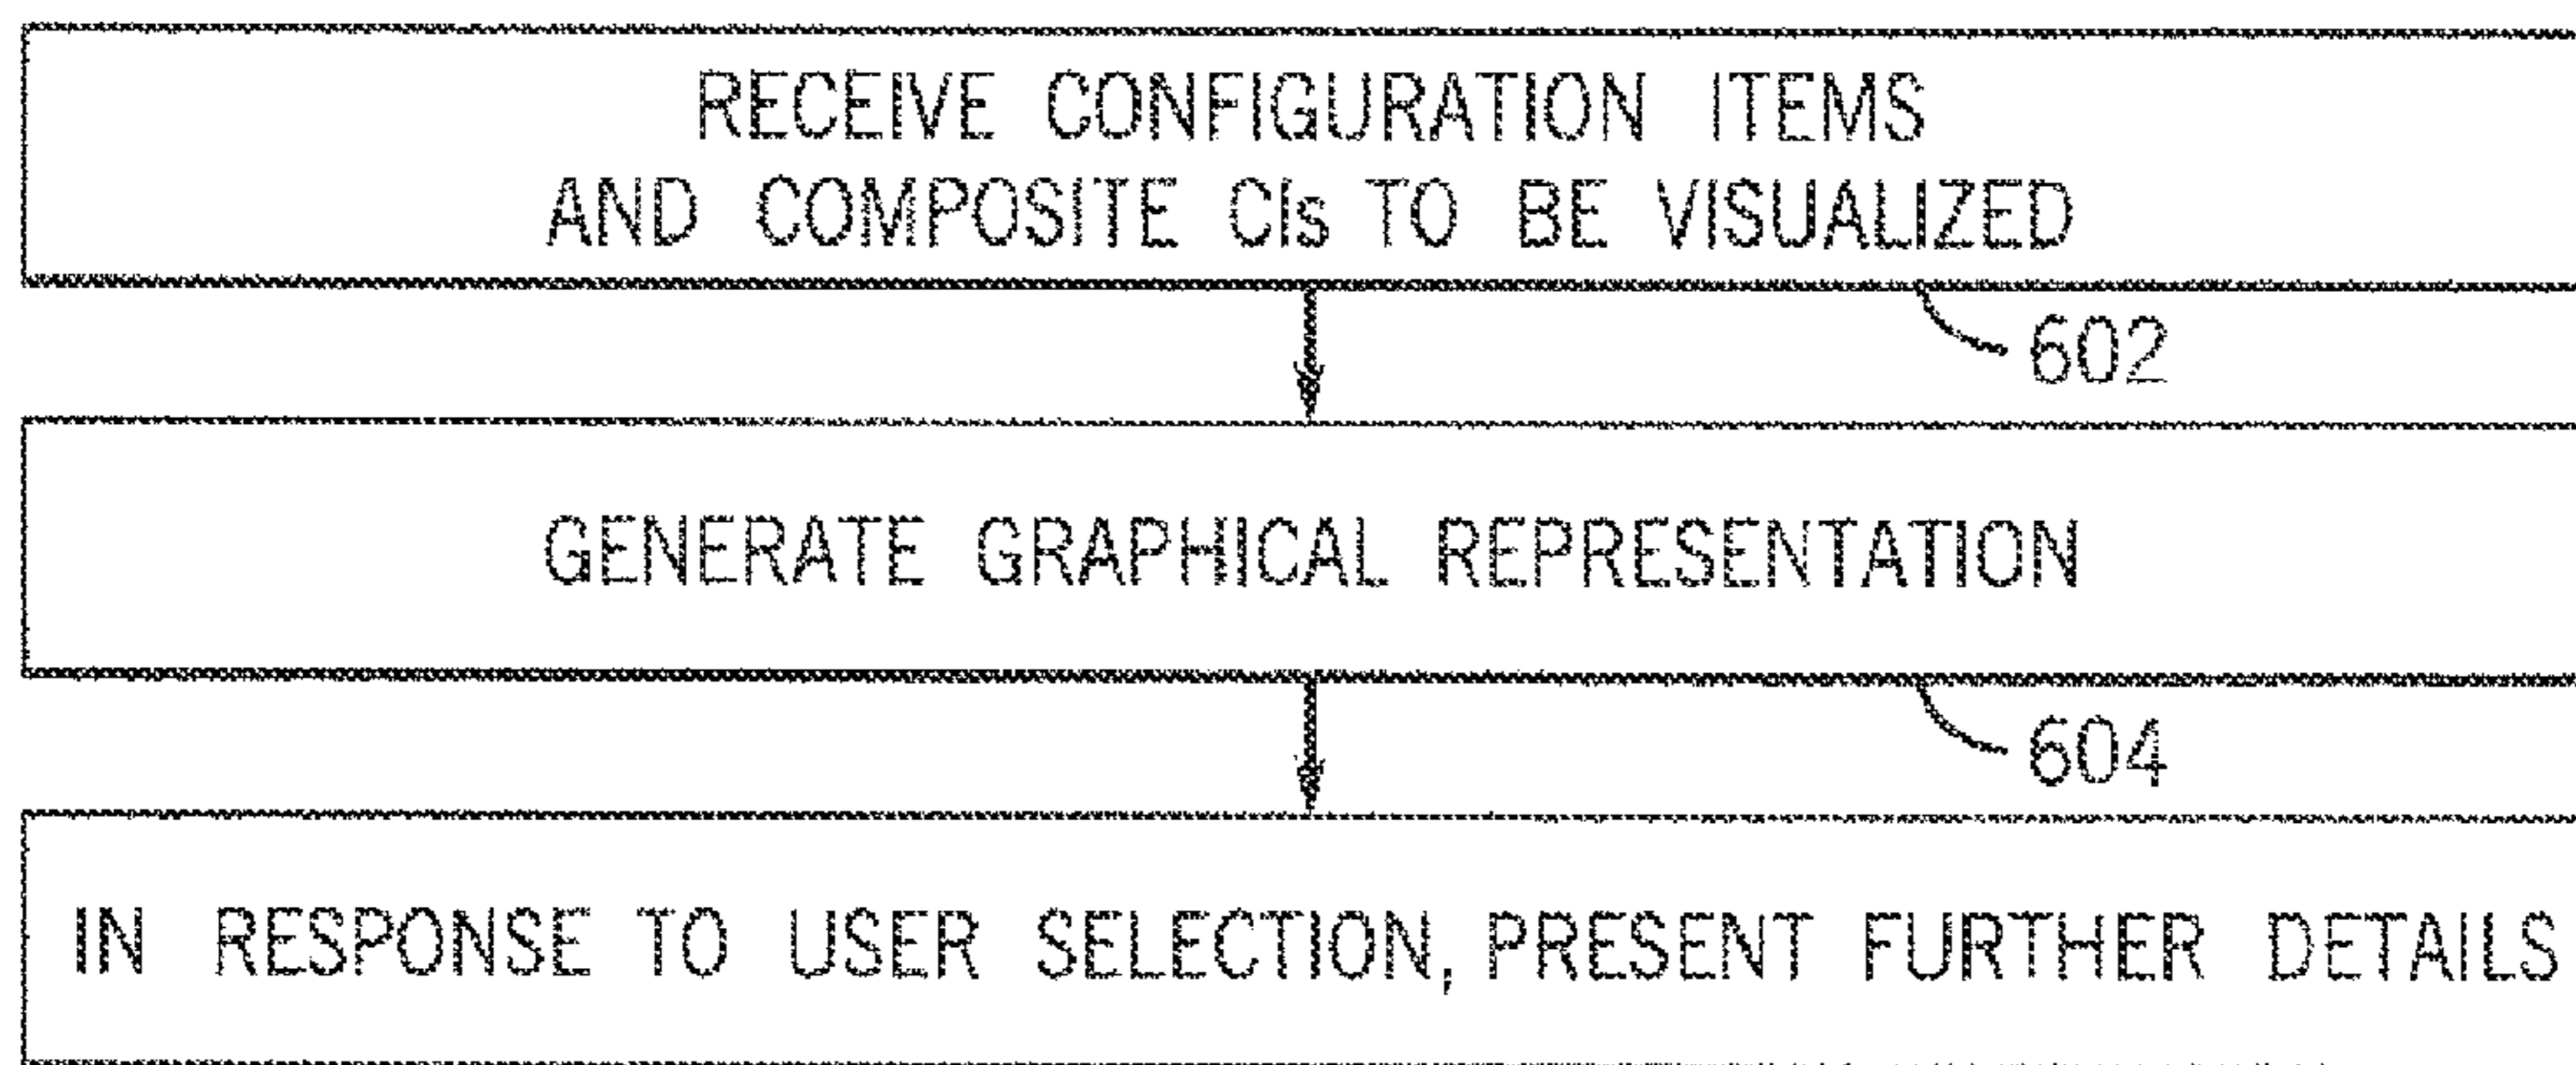 RECEIVE CONFIGURATION ITEMS
AND COMPOSITE CIs TO BE VISUALIZED
602
GENERATE GRAPHICAL REPRESENTATION
604
IN RESPONSE TO USER SELECTION, PRESENT FURTHER DETAILS